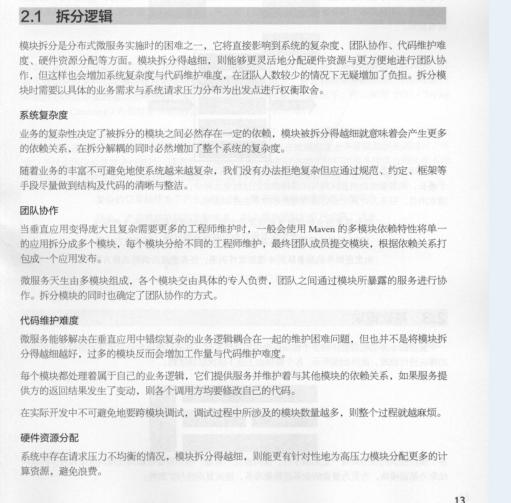 2.1 拆分逻辑
模块拆分是分布式微服务实施时的困难之一，它将直接影响到系统的复杂度、团队协作、代码维护难
度、硬件资源分配等方面。模块拆分得越细，则能够更灵活地分配硬件资源与更方便地进行团队协
作，但这样也会增加系统复杂度与代码维护难度，在团队人数较少的情况下无疑增加了负担。拆分模
块时需要以具体的业务需求与系统请求压力分布为出发点进行权衡取舍。
系统复杂度
业务的复杂性决定了被拆分的模块之间必然存在一定的依赖，模块被拆分得越细就意味着会产生更多
的依赖关系、在拆分解耦的同时必然增加了整个系统的复杂度。
随着业务的丰富不可避免地使系统越来越复杂，我们没有办法拒绝复杂但应通过规范、约定、框架等
手段尽量做到结构及代码的清晰与整洁。
团队协作
当垂直应用变得庞大且复杂需要更多的工程师维护时，一般会使用 Maven 的多模块依赖特性将单一
的应用拆分成多个模块，每个模块分给不同的工程师维护，最终团队成员提交模块，根据依赖关系打
包成一个应用发布。
微服务天生由多模块组成，各个模块交由具体的专人负责，团队之间通过模块所暴露的服务进行协
作。拆分模块的同时也确定了团队协作的方式。
代码维护难度
微服务能够解决在垂直应用中错综复杂的业务逻辑耦合在一起的维护困难问题，但也并不是将模块拆
分得越细越好，过多的模块反而会增加工作量与代码维护难度。
每个模块都处理着属于自己的业务逻辑，它们提供服务并维护着与其他模块的依赖关系，如果服务提
供方的返回结果发生了变动，则各个调用方均要修改自己的代码。
在实际开发中不可避免地要跨模块调试，调试过程中所涉及的模块数量越多，则整个过程就越麻烦。
硬件资源分配
系统中存在请求压力不均衡的情况，模块拆分得越细，则能更有针对性地为高压力模块分配更多的计
算资源，避免浪费。
13